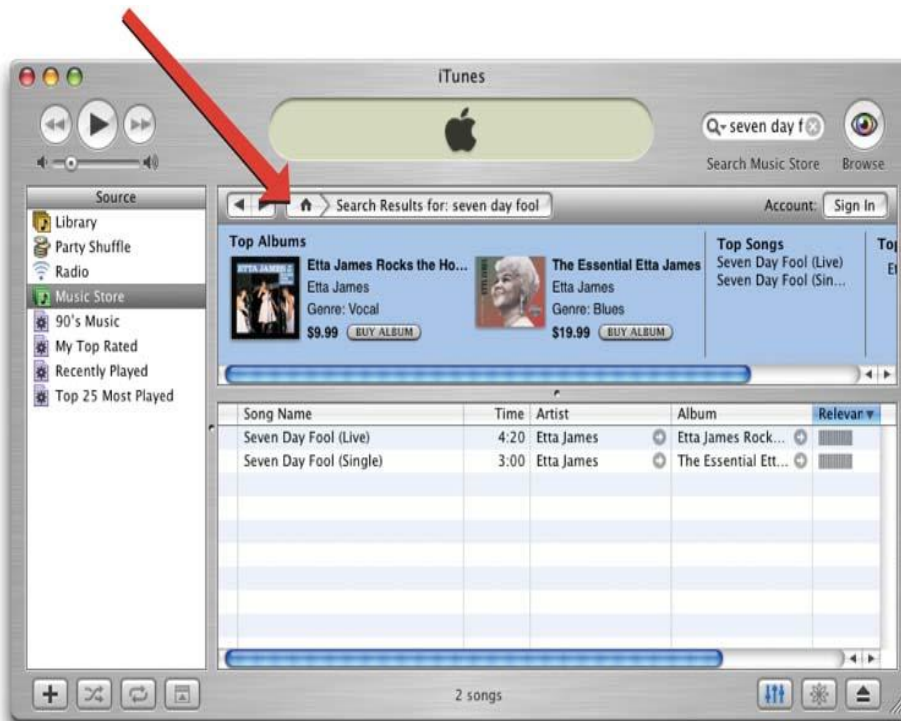 iTunes
seven day f
Search Music Store
Browse
Source
Library
Party Shuffle
Radio
Music Store
90's Music
My Top Rated
Recently Played
Top 25 Most Played
Search Results for: seven day fool
Account:
Sign In
Top Albums
Etta James Rocks the Ho...
Etta James
Genre: Vocal
$9.99 BUY ALBUM
The Essential Etta James
Etta James
Genre: Blues
$19.99 BUY ALBUM
Top Songs
Seven Day Fool (Live)
Seven Day Fool (Sin...
Song Name Time Artist Album Relevan
Seven Day Fool (Live) 4:20 Etta James Etta James Rock...
Seven Day Fool (Single) 3:00 Etta James The Essential Ett...
2 songs